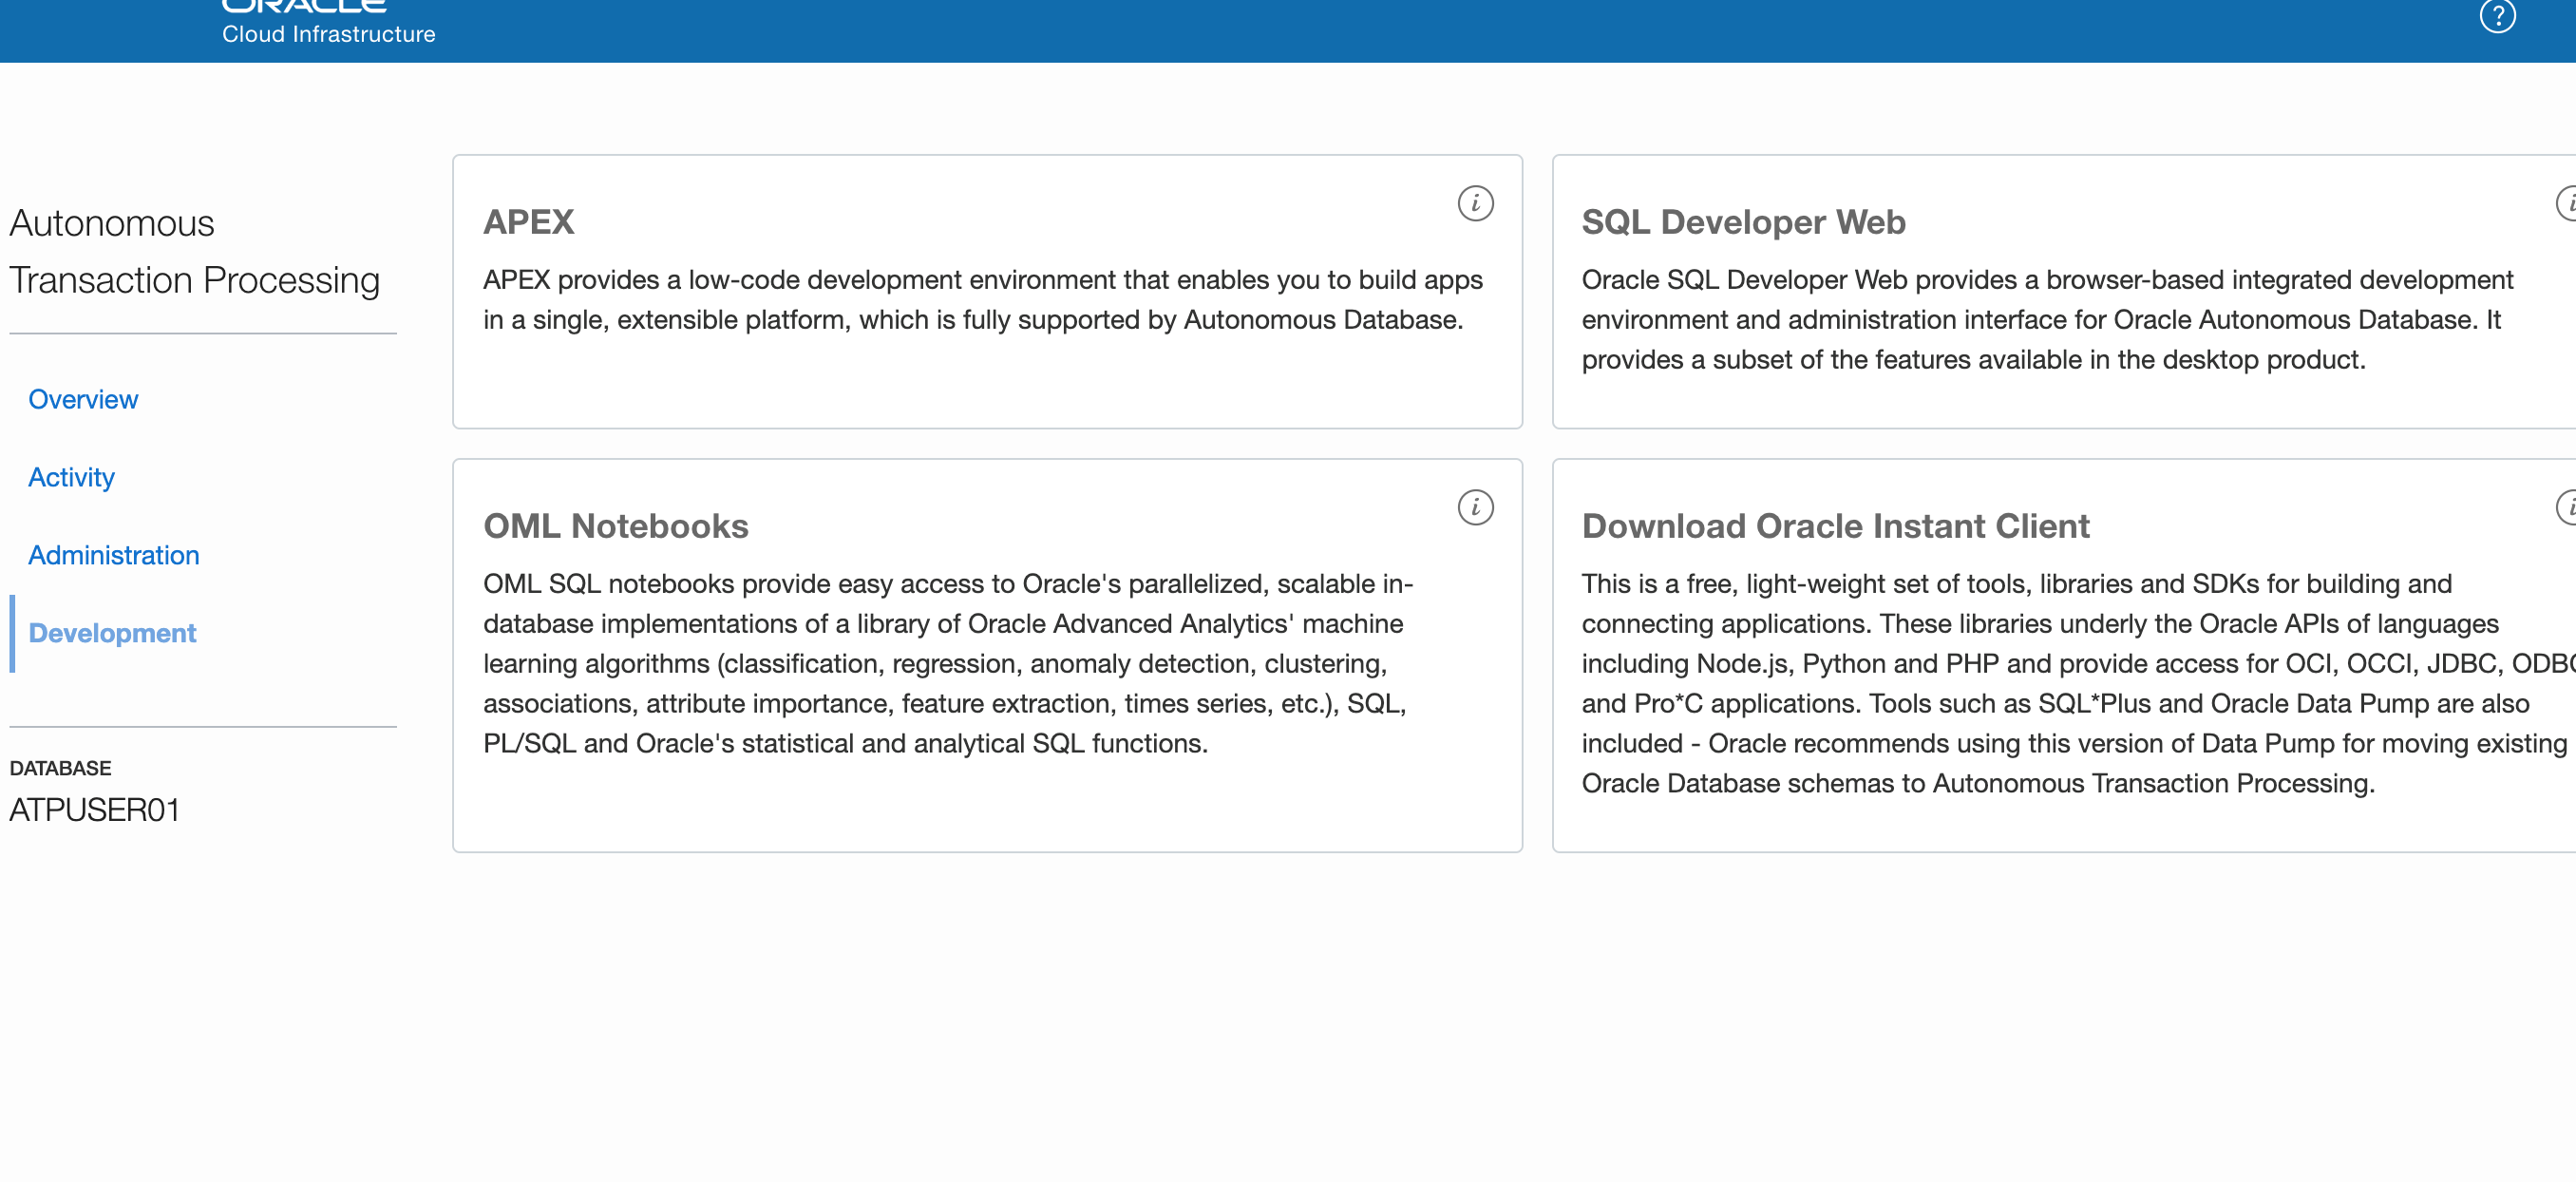 ORACLE
Cloud Infrastructure
?
Autonomous
Transaction Processing
Overview
Activity
Administration
Development
DATABASE
ATPUSER01
APEX
i
APEX provides a low-code development environment that enables you to build apps
in a single, extensible platform, which is fully supported by Autonomous Database.
SQL Developer Web
i
Oracle SQL Developer Web provides a browser-based integrated development
environment and administration interface for Oracle Autonomous Database. It
provides a subset of the features available in the desktop product.
OML Notebooks
i
OML SQL notebooks provide easy access to Oracle's parallelized, scalable in-
database implementations of a library of Oracle Advanced Analytics' machine
learning algorithms (classification, regression, anomaly detection, clustering,
associations, attribute importance, feature extraction, times series, etc.), SQL,
PL/SQL and Oracle's statistical and analytical SQL functions.
Download Oracle Instant Client
i
This is a free, light-weight set of tools, libraries and SDKs for building and
connecting applications. These libraries underly the Oracle APIs of languages
including Node.js, Python and PHP and provide access for OCI, OCCI, JDBC, ODBC
and Pro*C applications. Tools such as SQL*Plus and Oracle Data Pump are also
included - Oracle recommends using this version of Data Pump for moving existing
Oracle Database schemas to Autonomous Transaction Processing.